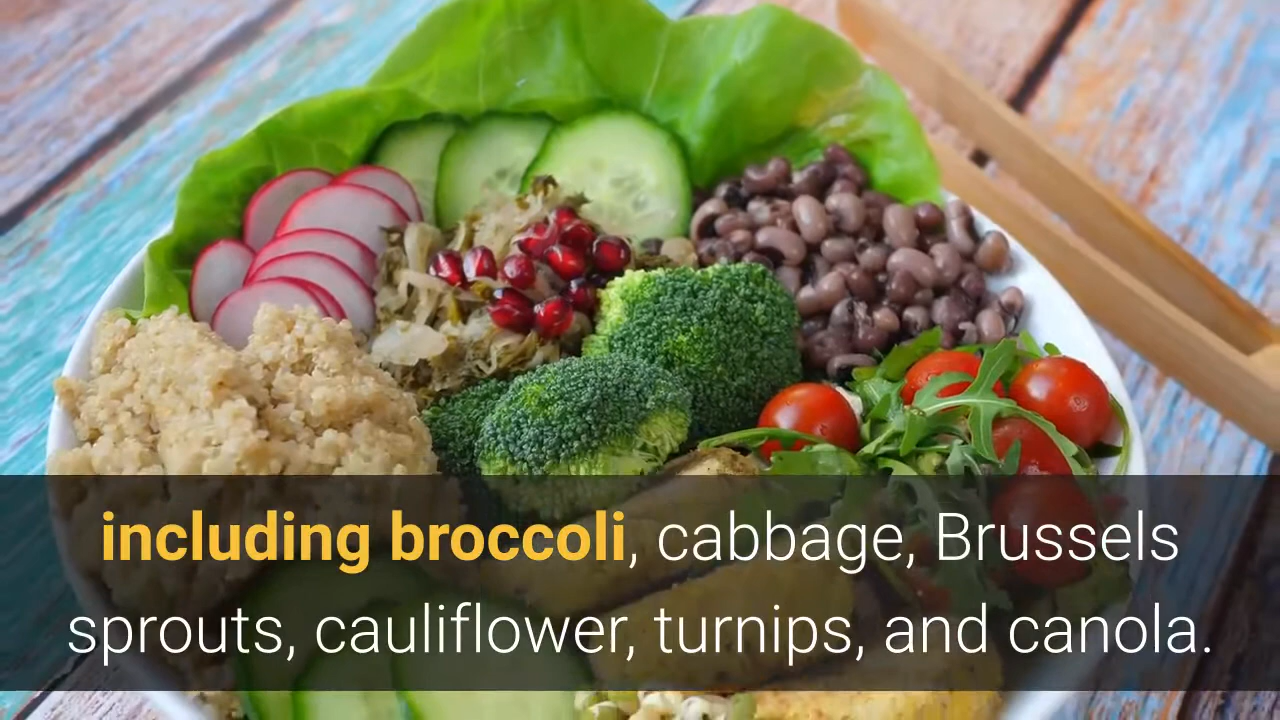 including broccoli, cabbage, Brussels
sprouts, cauliflower, turnips, and canola.